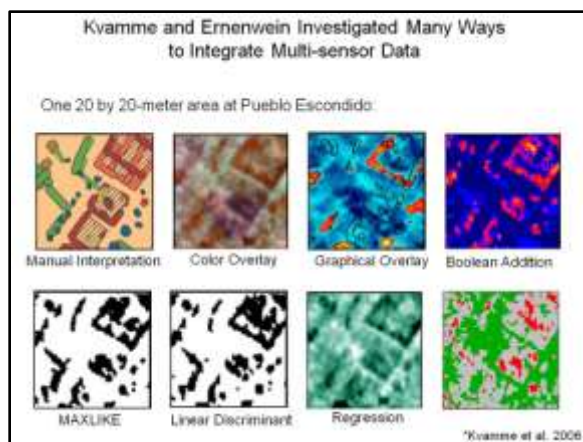 Kvamme and Ernenwein Investigated Many Ways
to Integrate Multi-sensor Data
One 20 by 20-meter area at Pueblo Escondido:
Manual Interpretation Color Overlay Graphical Overlay Boolean Addition
MAXLIKE Linear Discriminant Regression
*Kvamme et al. 2006